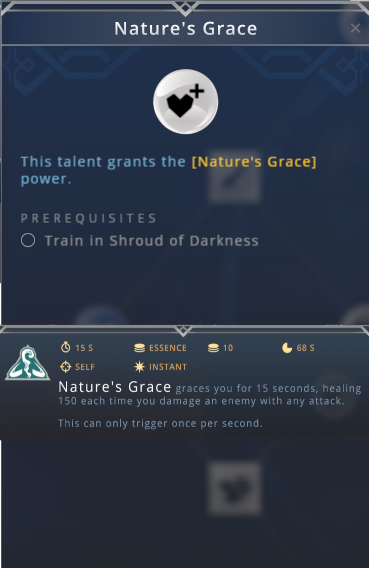 Nature's Grace
This talent grants the [Nature's Grace]
power.
PREREQUISITES
Train in Shroud of Darkness
15 S ESSENCE 10 68 S
SELF INSTANT
Nature's Grace graces you for 15 seconds, healing
150 each time you damage an enemy with any attack.
This can only trigger once per second.